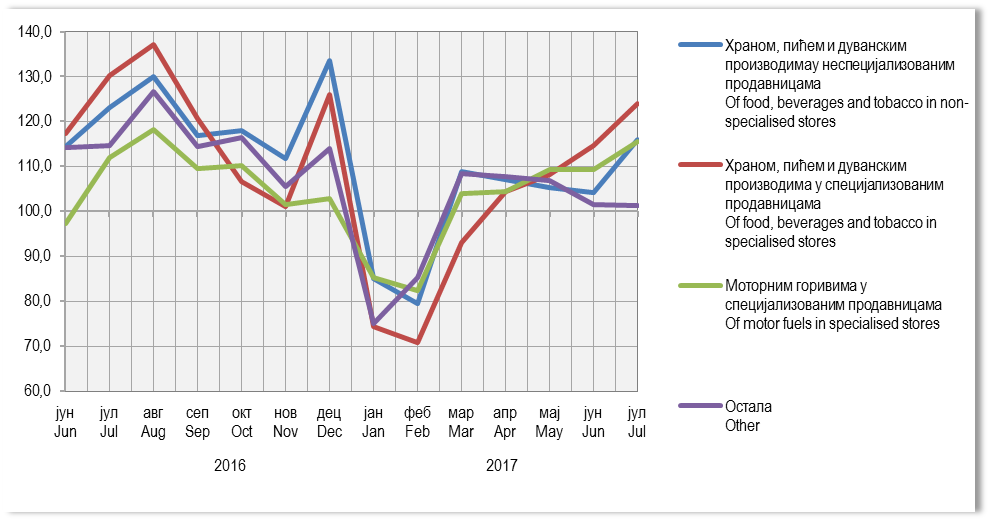 140,0
130,0
120,0
110,0
100,0
90,0
80,0
70,0
60,0
јун јул авг сеп окт нов дец јан феб мар апр мај јун јул
Jun Jul Aug Sep Oct Nov Dec Jan Feb Mar Apr May Jun Jul
2016 2017
Храном, пићем и дуванским
производимау неспецијализованим
продавницама
Of food, beverages and tobacco in non-
specialised stores
Храном, пићем и дуванским
производима у специјализованим
продавницама
Of food, beverages and tobacco in
specialised stores
Моторним горивима у
специјализованим продавницама
Of motor fuels in specialised stores
Остала
Other